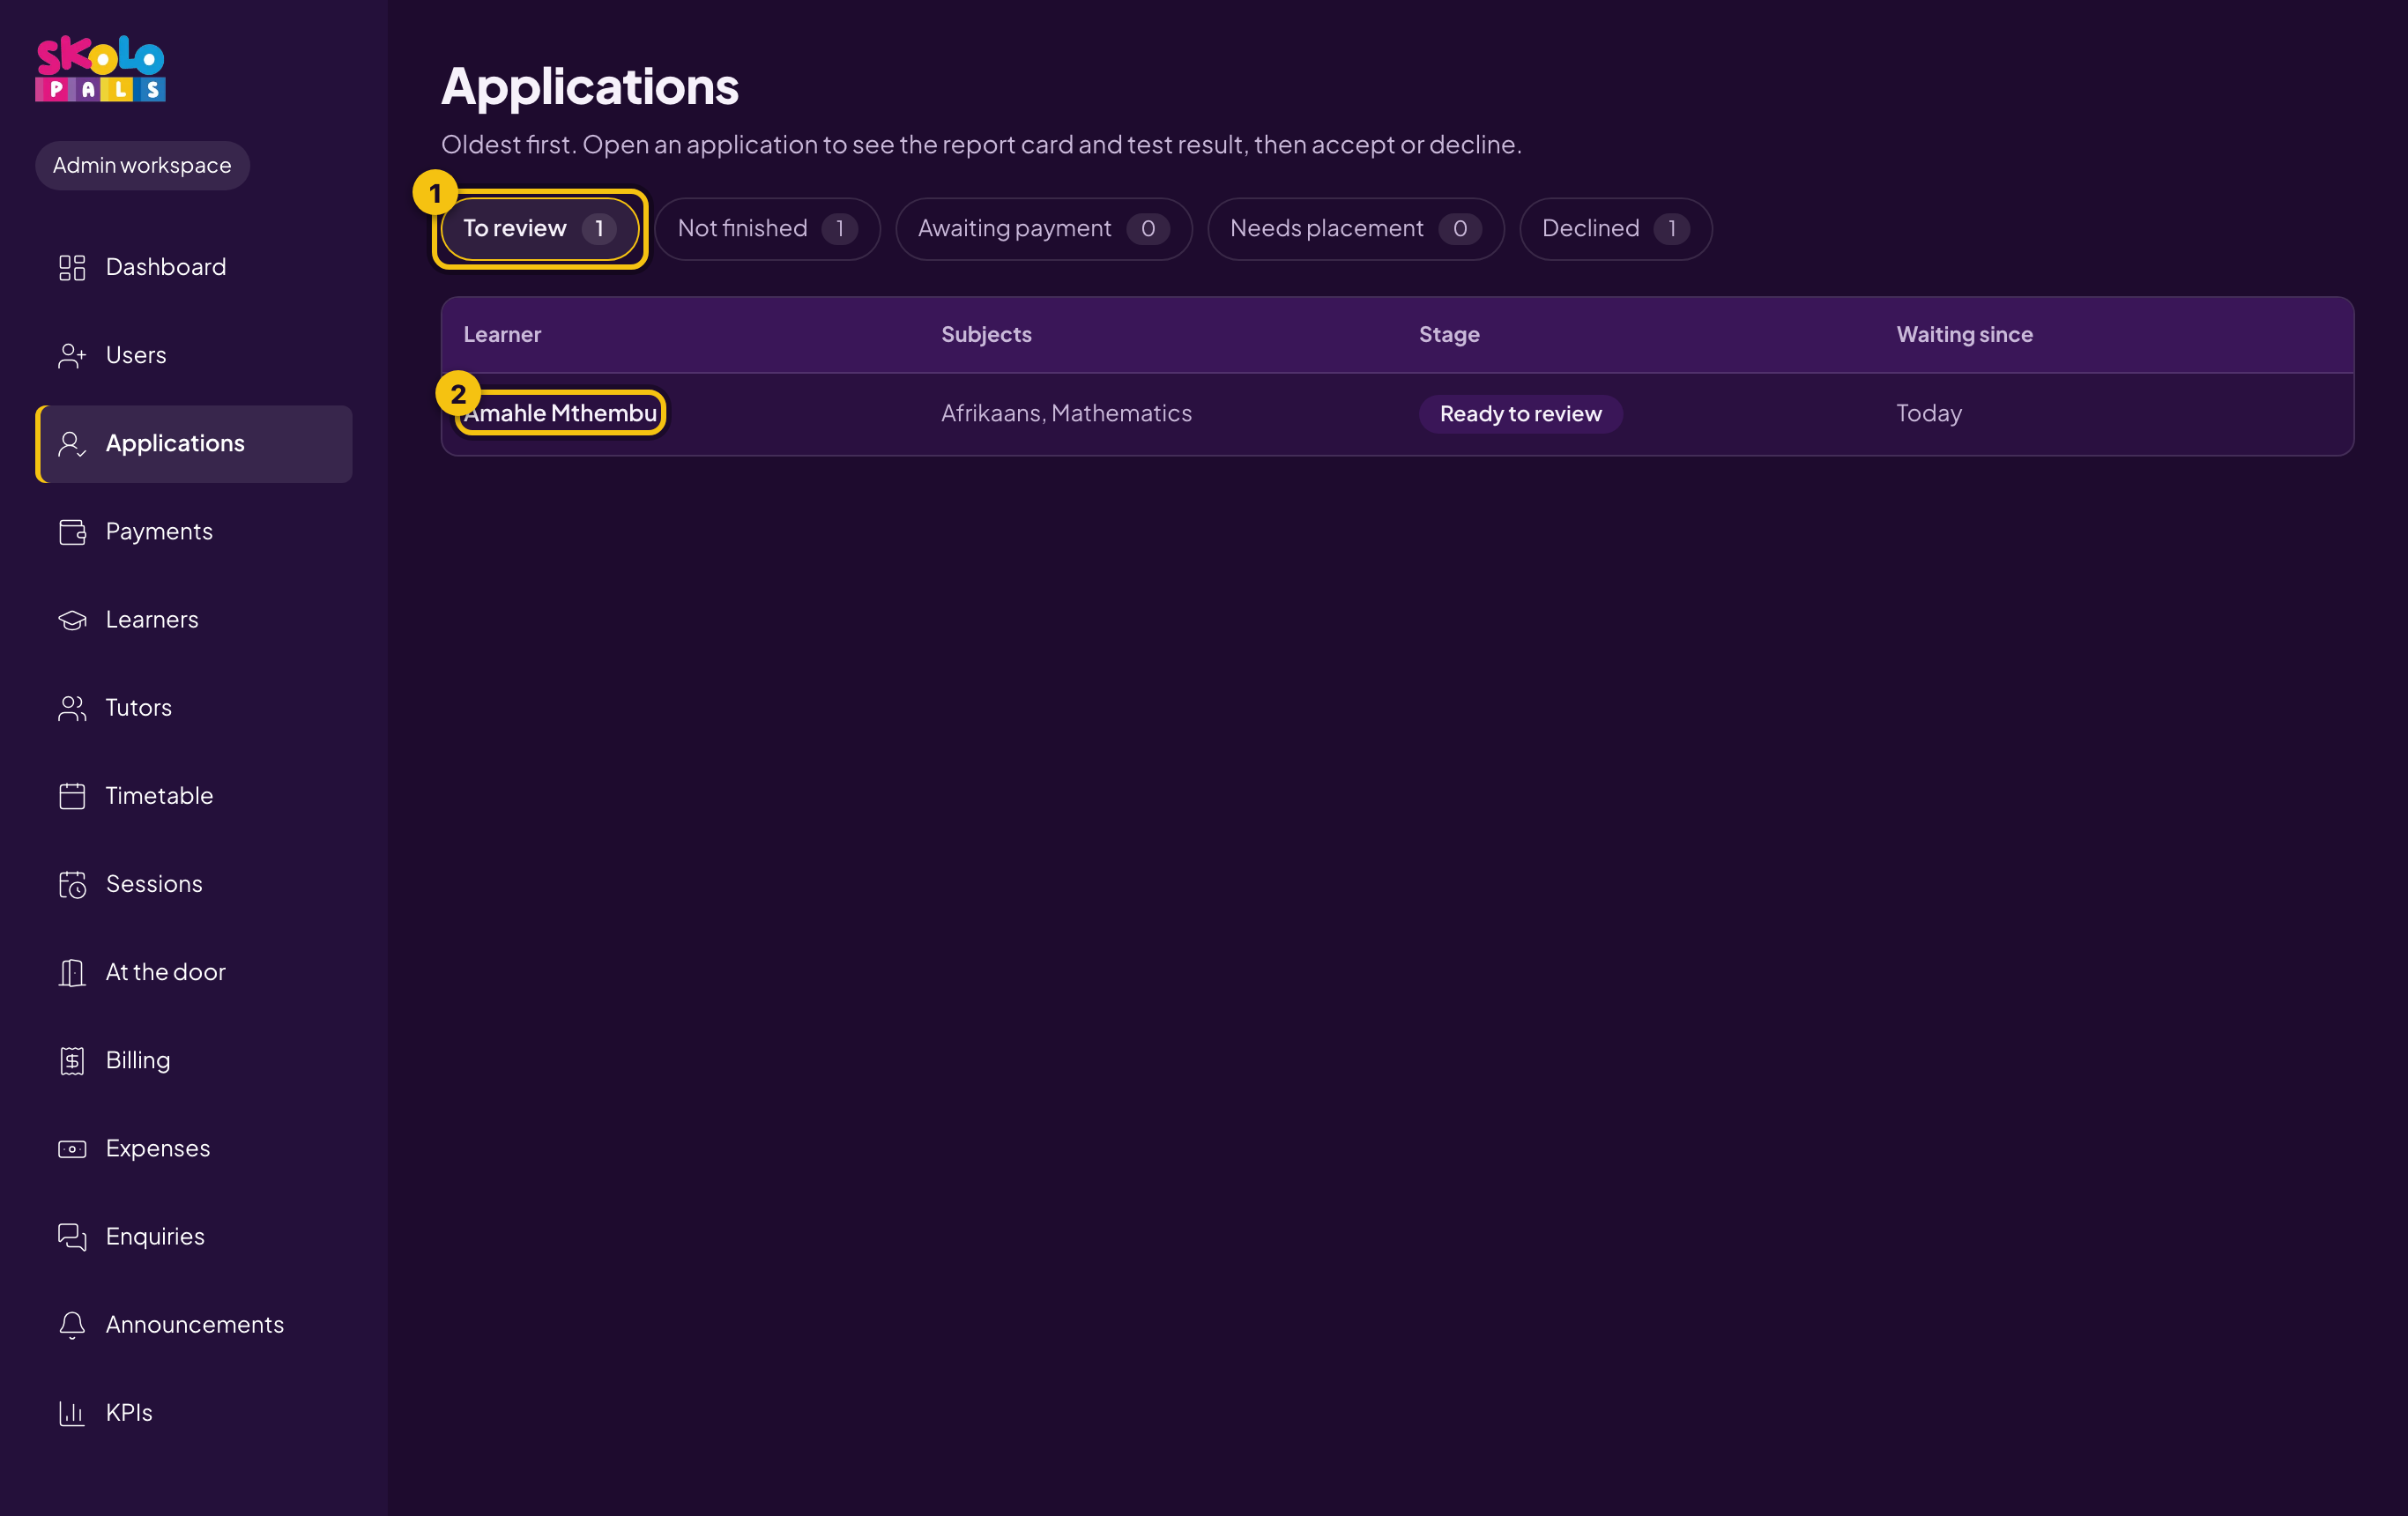 SKOLO
PALS
Admin workspace
Dashboard
Users
Applications
Payments
Learners
Tutors
Timetable
Sessions
At the door
Billing
Expenses
Enquiries
Announcements
KPIs
Applications
Oldest first. Open an application to see the report card and test result, then accept or decline.
1
To review 1 Not finished 1 Awaiting payment 0 Needs placement 0 Declined 1
Learner Subjects Stage Waiting since
2
Amahle Mthembu Afrikaans, Mathematics Ready to review Today